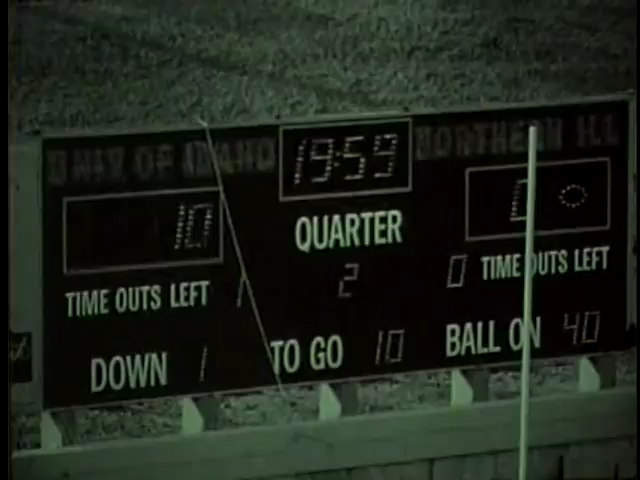 UNIV OF IDAHO 19:59 NORTHERN ILL
10
QUARTER
TIME OUTS LEFT 1 2 0 TIME OUTS LEFT
DOWN 1 TO GO 10 BALL ON 40